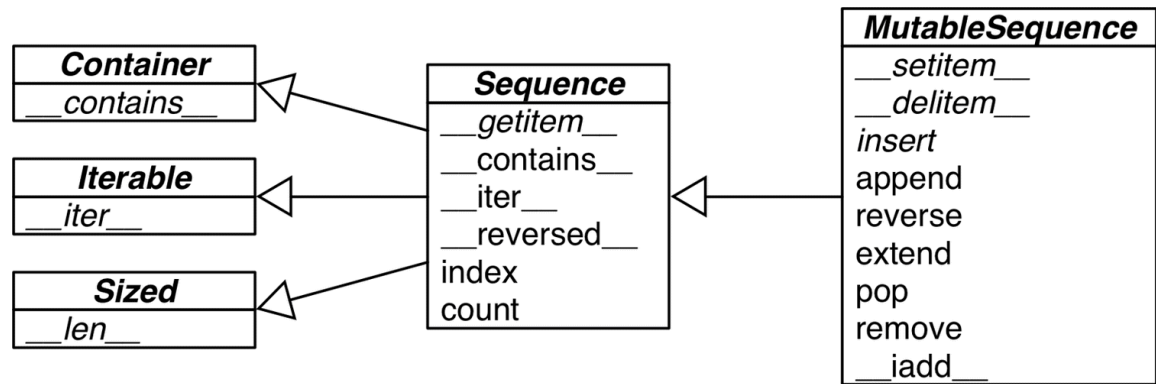 Container
__contains__
Iterable
__iter__
Sized
__len__
Sequence
__getitem__
__contains__
__iter__
__reversed__
index
count
MutableSequence
__setitem__
__delitem__
insert
append
reverse
extend
pop
remove
__iadd__